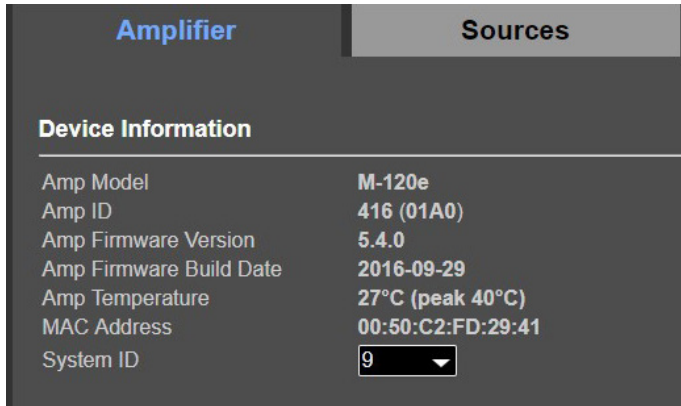 Amplifier Sources
Device Information
Amp Model M-120e
Amp ID 416 (01A0)
Amp Firmware Version 5.4.0
Amp Firmware Build Date 2016-09-29
Amp Temperature 27°C (peak 40°C)
MAC Address 00:50:C2:FD:29:41
System ID 9